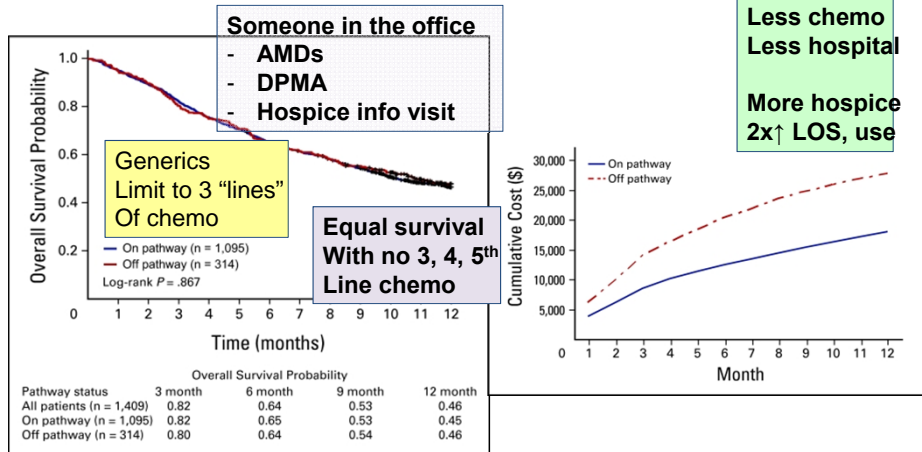 Someone in the office
- AMDs
- DPMA
- Hospice info visit
Less chemo
Less hospital
More hospice
2x↑ LOS, use
Generics
Limit to 3 “lines”
Of chemo
Equal survival
With no 3, 4, 5th
Line chemo
Overall Survival Probability
1.0
0.8
0.6
0.4
0.2
On pathway (n = 1,095)
Off pathway (n = 314)
Log-rank P = .867
0 1 2 3 4 5 6 7 8 9 10 11 12
Time (months)
Overall Survival Probability
Pathway status 3 month 6 month 9 month 12 month
All patients (n = 1,409) 0.82 0.64 0.53 0.46
On pathway (n = 1,095) 0.82 0.65 0.53 0.45
Off pathway (n = 314) 0.80 0.64 0.54 0.46
Cumulative Cost ($)
30,000
25,000
20,000
15,000
10,000
5,000
On pathway
Off pathway
0 1 2 3 4 5 6 7 8 9 10 11 12
Month